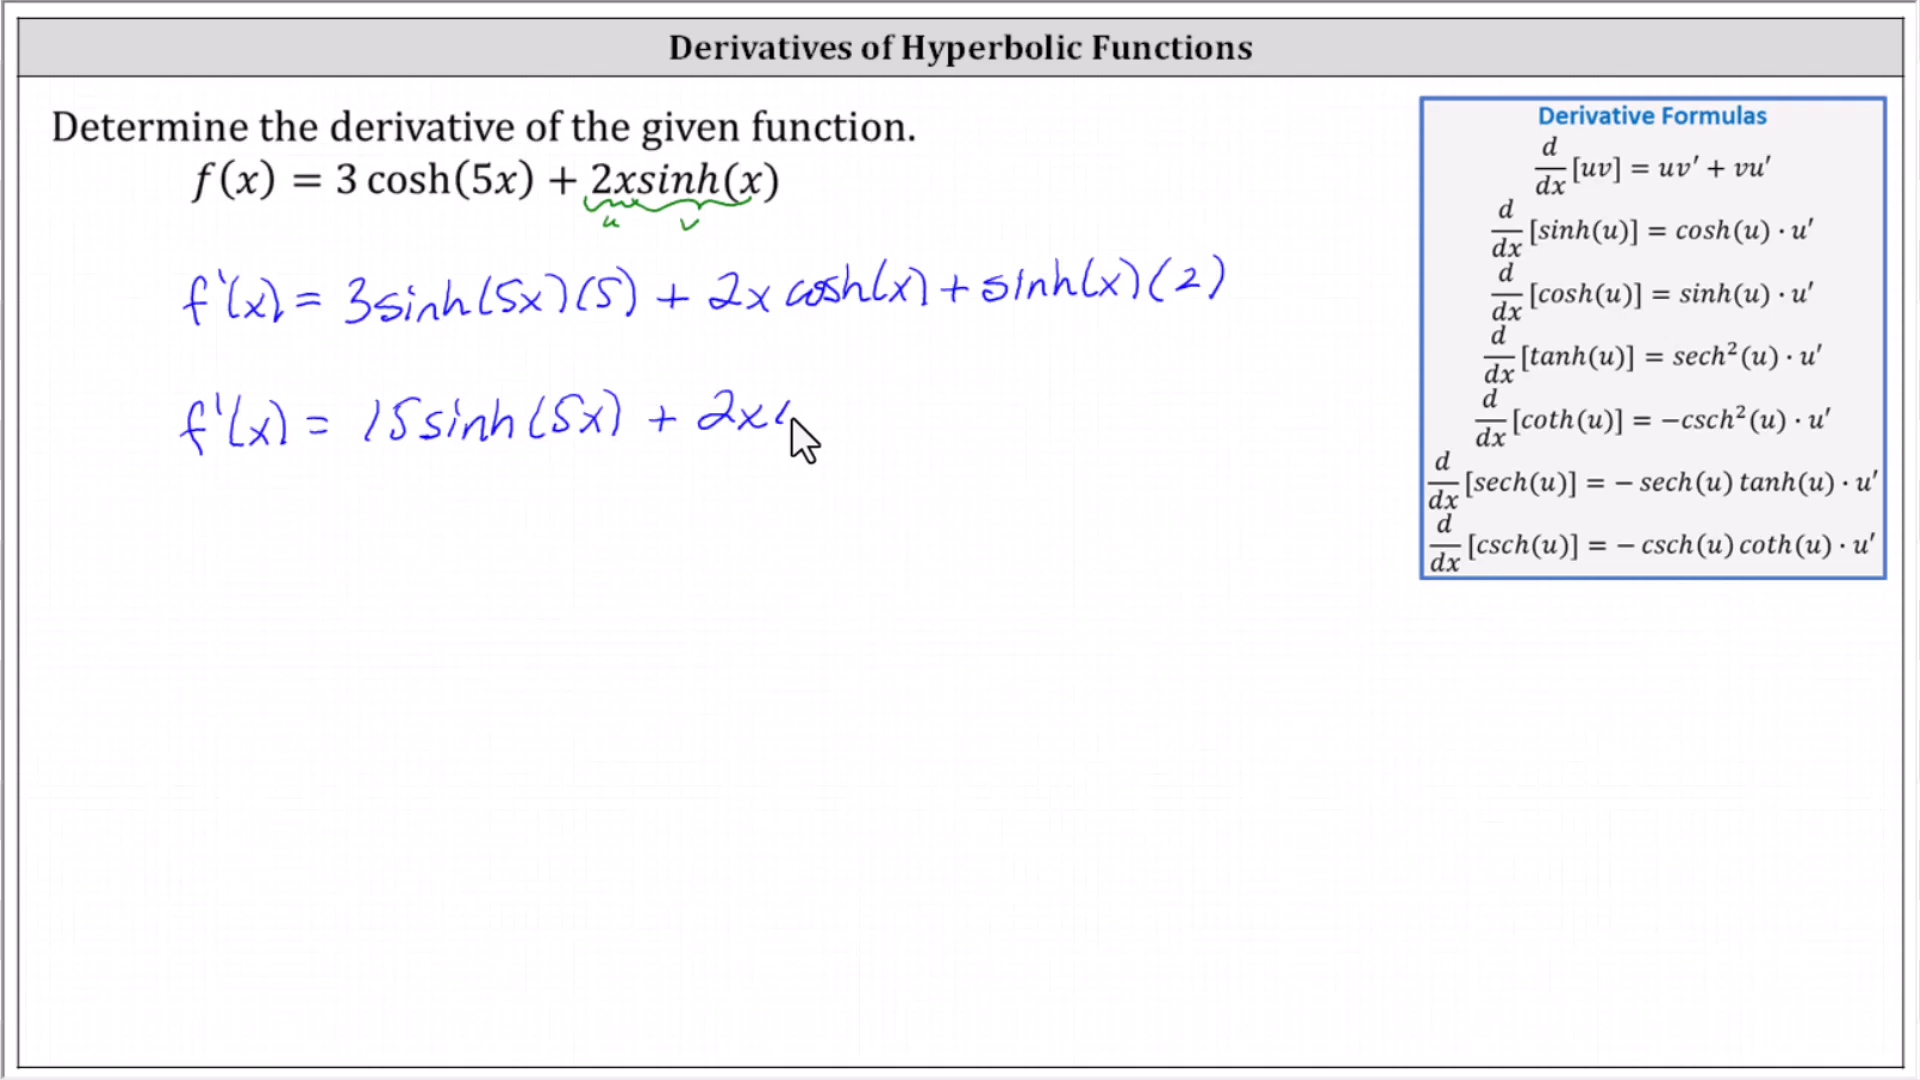 Derivatives of Hyperbolic Functions
Determine the derivative of the given function.
f(x) = 3 cosh(5x) + 2xsinh(x)
u v
f'(x) = 3sinh(5x)(5) + 2x cosh(x) + sinh(x)(2)
f'(x) = 15sinh(5x) + 2x
Derivative Formulas
d/dx [uv] = uv′ + vu′
d/dx [sinh(u)] = cosh(u) · u′
d/dx [cosh(u)] = sinh(u) · u′
d/dx [tanh(u)] = sech²(u) · u′
d/dx [coth(u)] = −csch²(u) · u′
d/dx [sech(u)] = − sech(u) tanh(u) · u′
d/dx [csch(u)] = − csch(u) coth(u) · u′